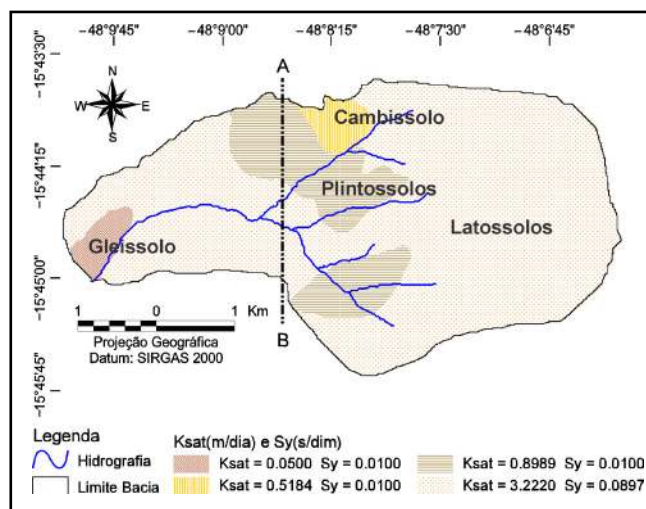 -48°9'45" -48°9'00" -48°8'15" -48°7'30" -48°6'45"
-15°43'30"
-15°44'15"
-15°45'00"
-15°45'45"
N
W E
S
A
Cambissolo
Plintossolos
Latossolos
Gleissolo
1 0 1 Km
Projeção Geográfica
Datum: SIRGAS 2000
B
Legenda
Hidrografia
Limite Bacia
Ksat(m/dia) e Sy(s/dim)
Ksat = 0.0500 Sy = 0.0100
Ksat = 0.5184 Sy = 0.0100
Ksat = 0.8989 Sy = 0.0100
Ksat = 3.2220 Sy = 0.0897